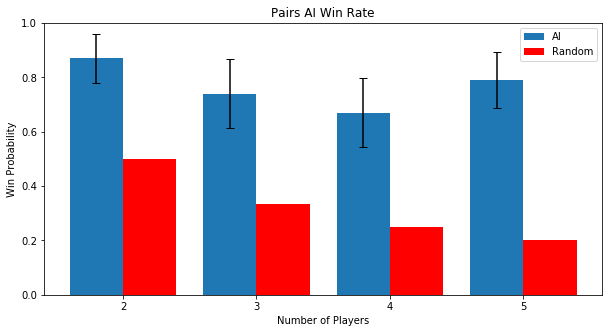 Pairs AI Win Rate
1.0
0.8
0.6
0.4
0.2
0.0
Win Probability
AI
Random
2 3 4 5
Number of Players